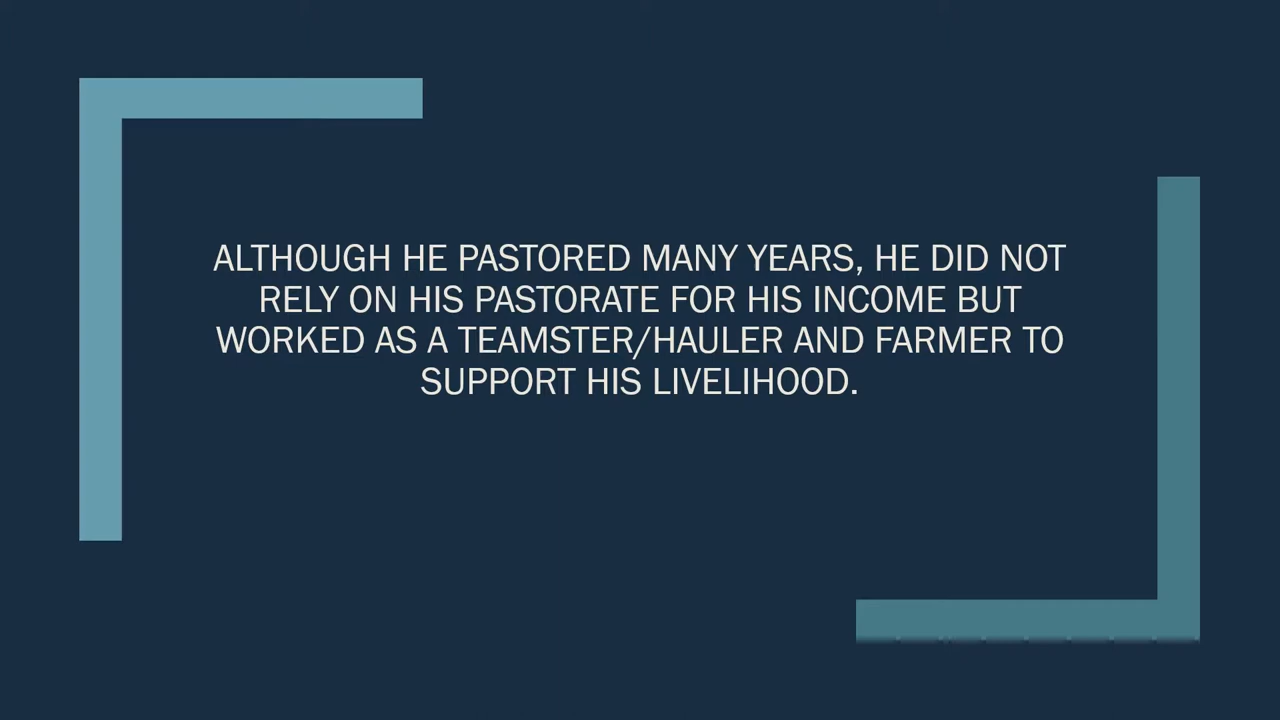 ALTHOUGH HE PASTORED MANY YEARS, HE DID NOT
RELY ON HIS PASTORATE FOR HIS INCOME BUT
WORKED AS A TEAMSTER/HAULER AND FARMER TO
SUPPORT HIS LIVELIHOOD.